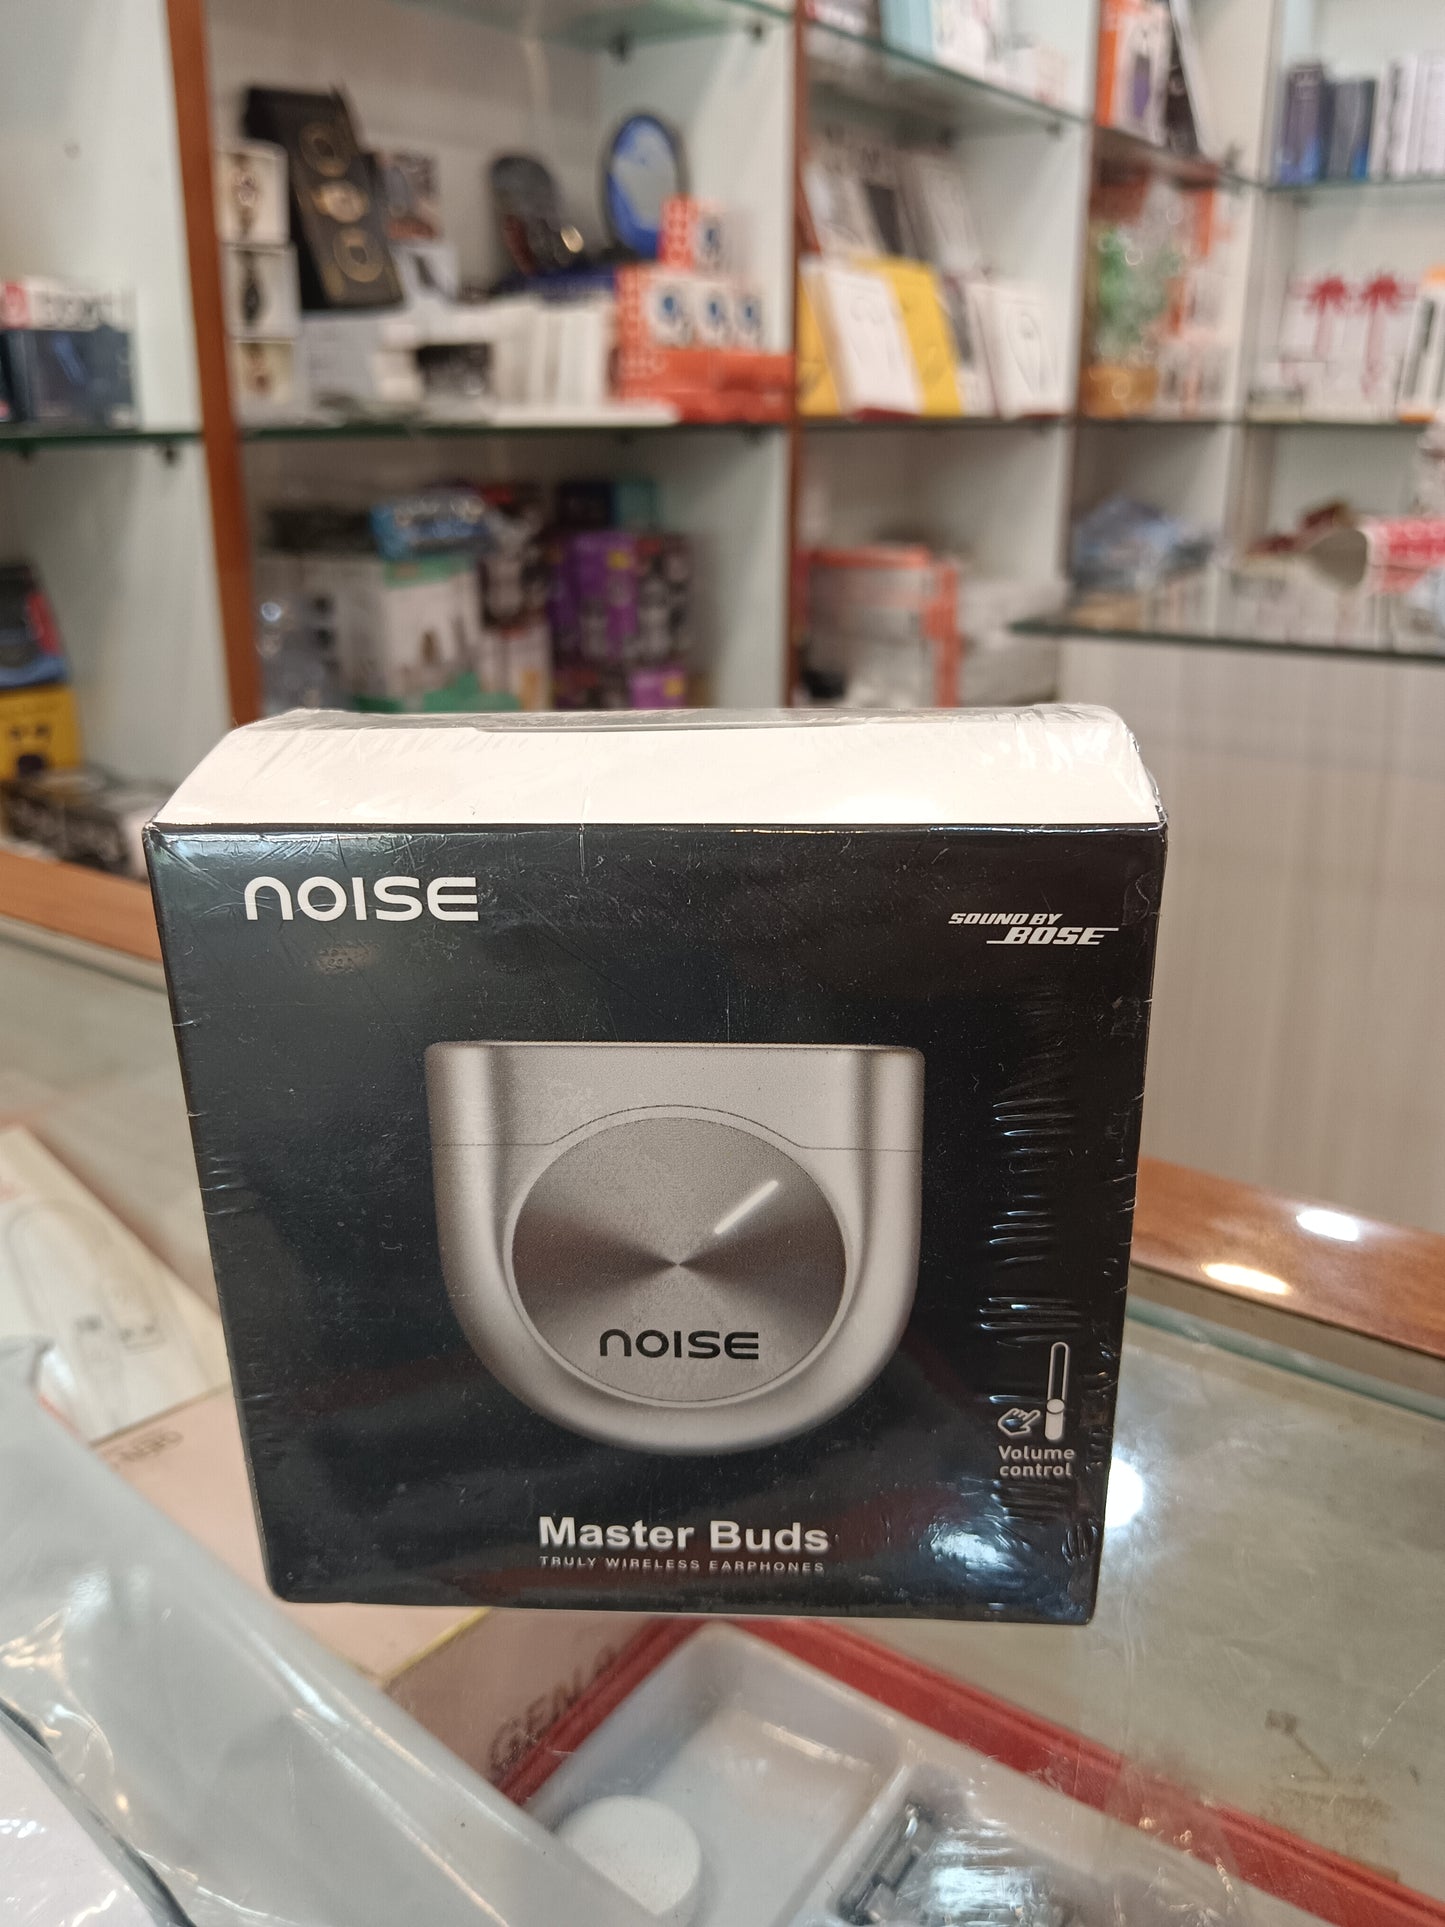 NOISE
SOUND BY
BOSE
NOISE
Volume
control
Master Buds
TRULY WIRELESS EARPHONES